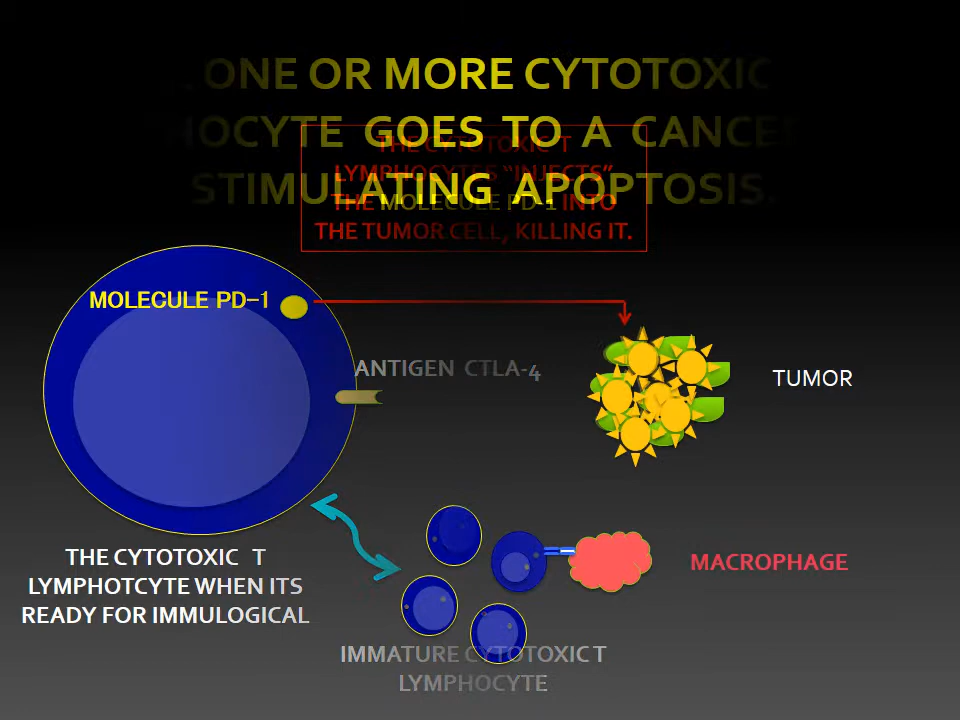 ONE OR MORE CYTOTOXIC
HOCYTE GOES TO A CANCE
STIMULATING APOPTOSIS.
THE CYTOTOXIC T
LYMPHOCYTES “INJECTS”
THE MOLECULE PD-1 INTO
THE TUMOR CELL, KILLING IT.
MOLECULE PD-1
ANTIGEN CTLA-4
TUMOR
THE CYTOTOXIC T
LYMPHOTCYTE WHEN ITS
READY FOR IMMULOGICAL
MACROPHAGE
IMMATURE CYTOTOXIC T
LYMPHOCYTE